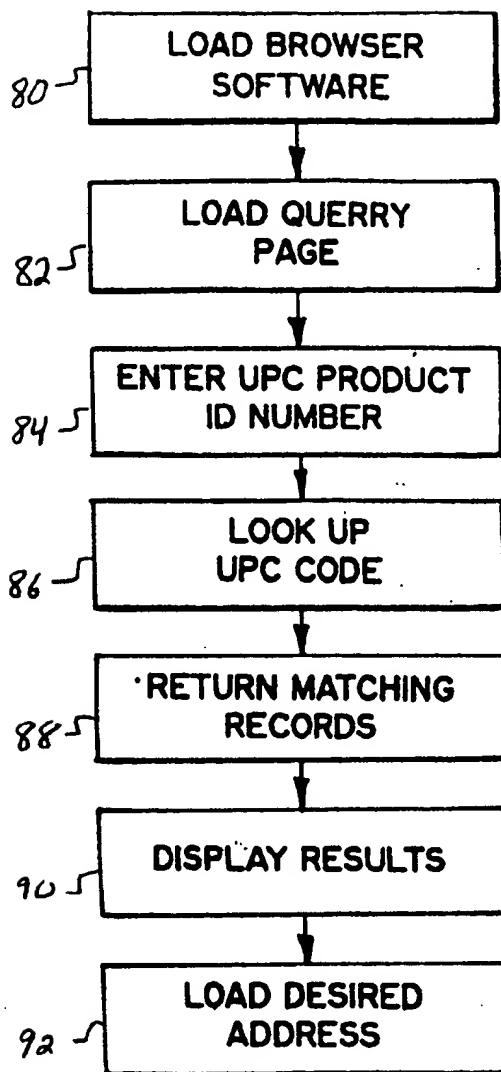 LOAD BROWSER
SOFTWARE
80
LOAD QUERRY
PAGE
82
ENTER UPC PRODUCT
ID NUMBER
84
LOOK UP
UPC CODE
86
RETURN MATCHING
RECORDS
88
DISPLAY RESULTS
90
LOAD DESIRED
ADDRESS
92